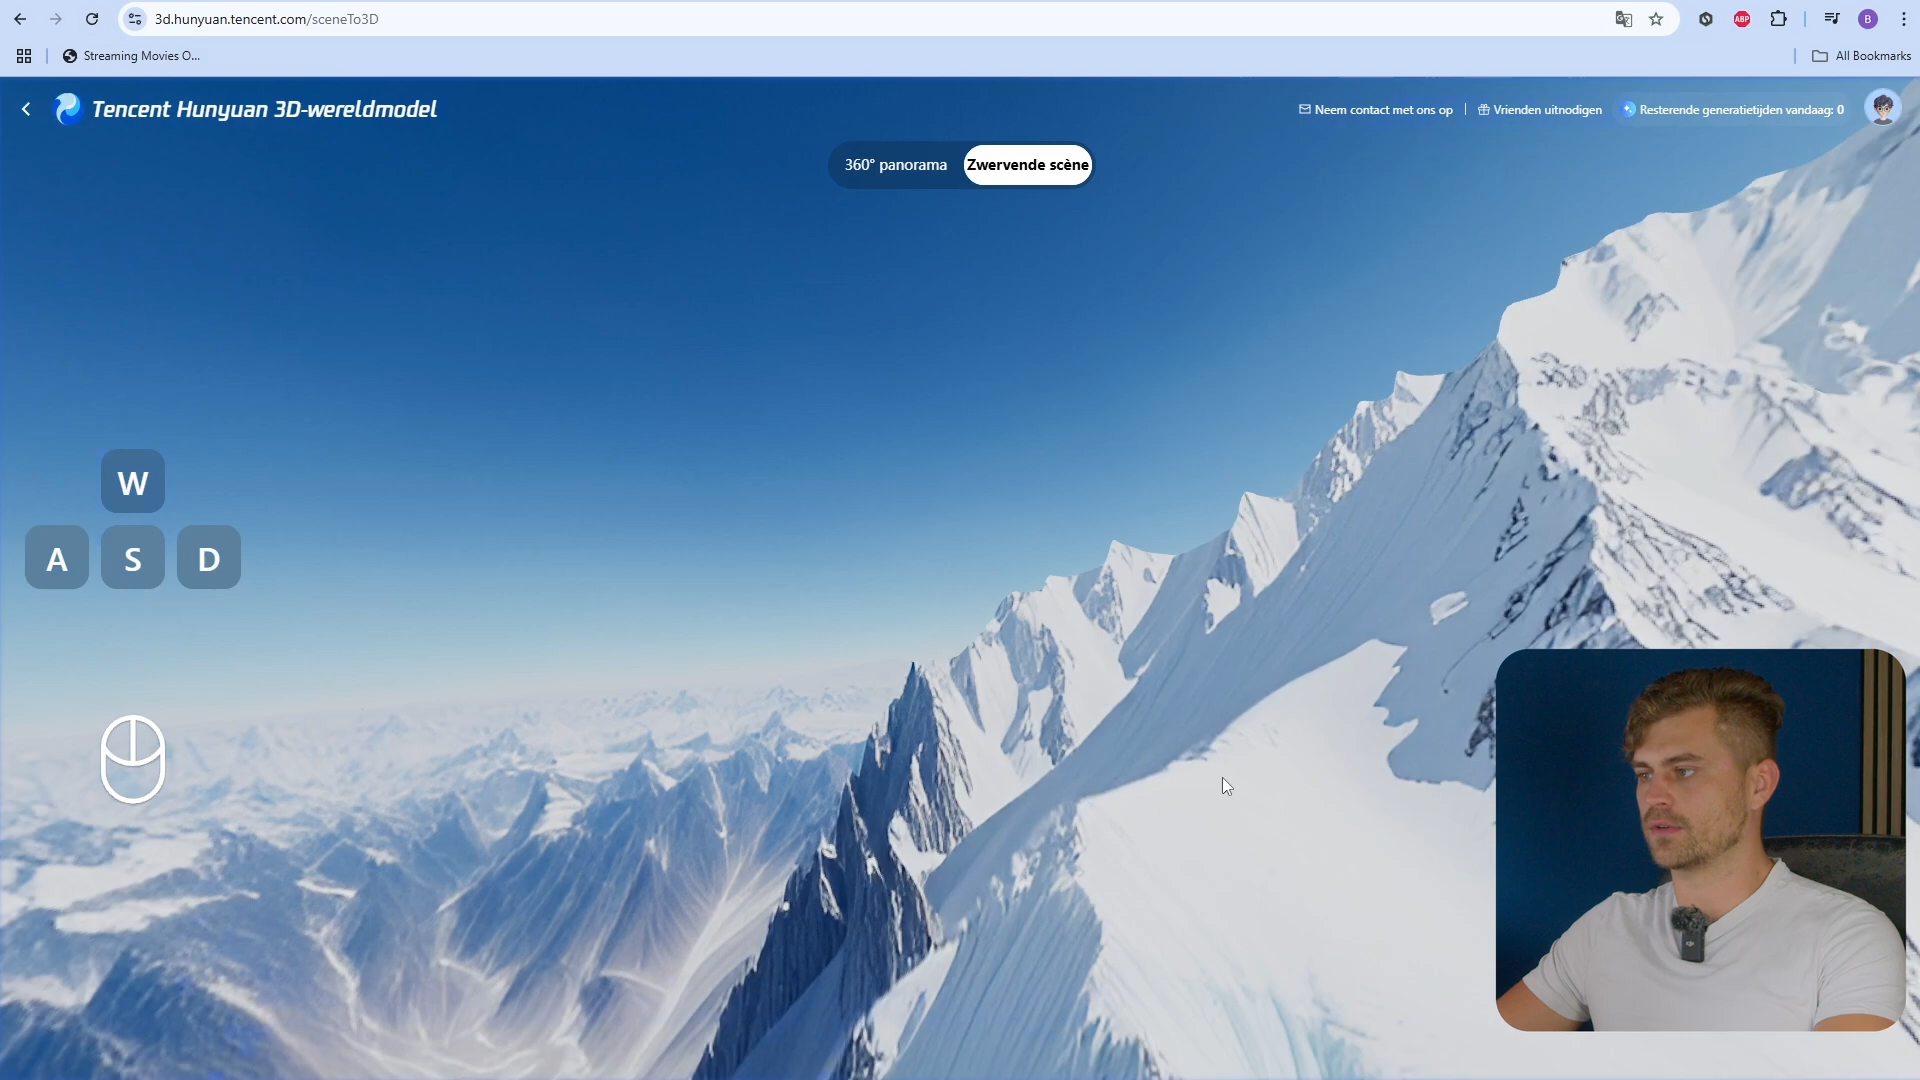 3d.hunyuan.tencent.com/sceneTo3D
ABP
B
Streaming Movies O...
All Bookmarks
Tencent Hunyuan 3D-wereldmodel
Neem contact met ons op
Vrienden uitnodigen
Resterende generatietijden vandaag: 0
360° panorama
Zwervende scène
W
A S D